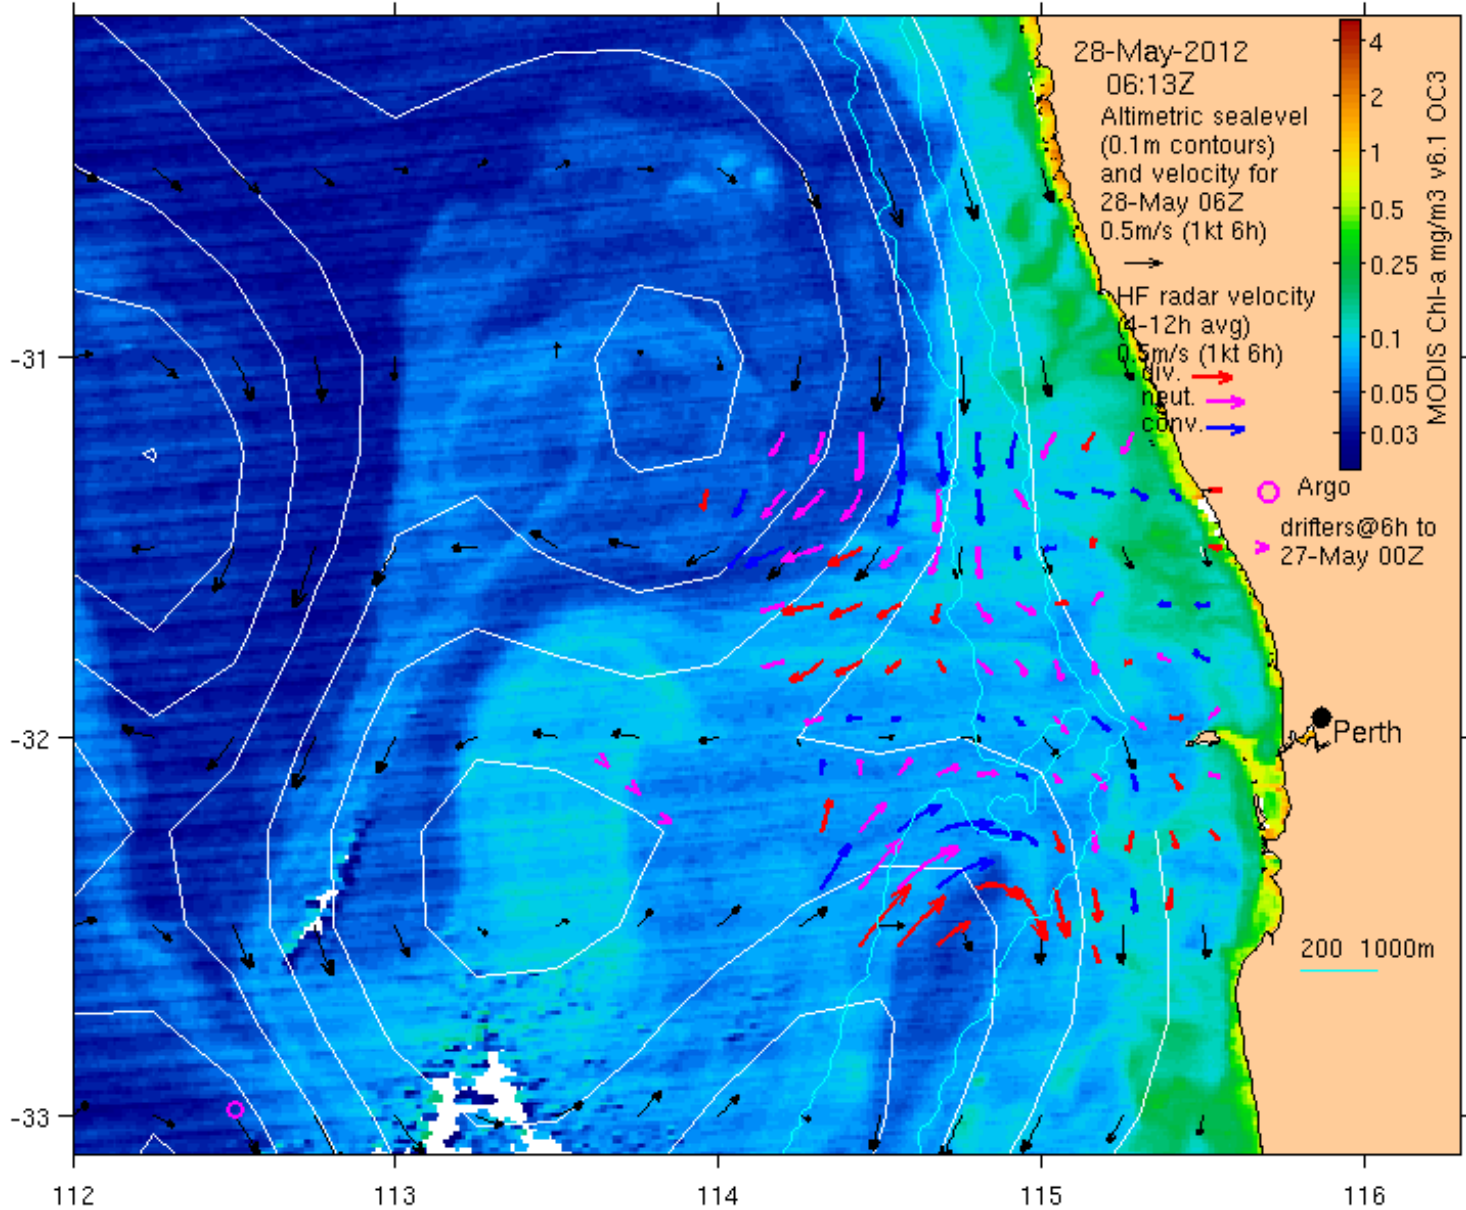 28-May-2012
06:13Z
Altimetric sealevel
(0.1m contours)
and velocity for
28-May 06Z
0.5m/s (1kt 6h)
HF radar velocity
(4-12h avg)
0.5m/s (1kt 6h)
div.
neut.
conv.
Argo
drifters@6h to
27-May 00Z
Perth
200 1000m
4
2
1
0.5
0.25
0.1
0.05
0.03
MODIS Chl-a mg/m3 v6.1 OC3
-31
-32
-33
112
113
114
115
116